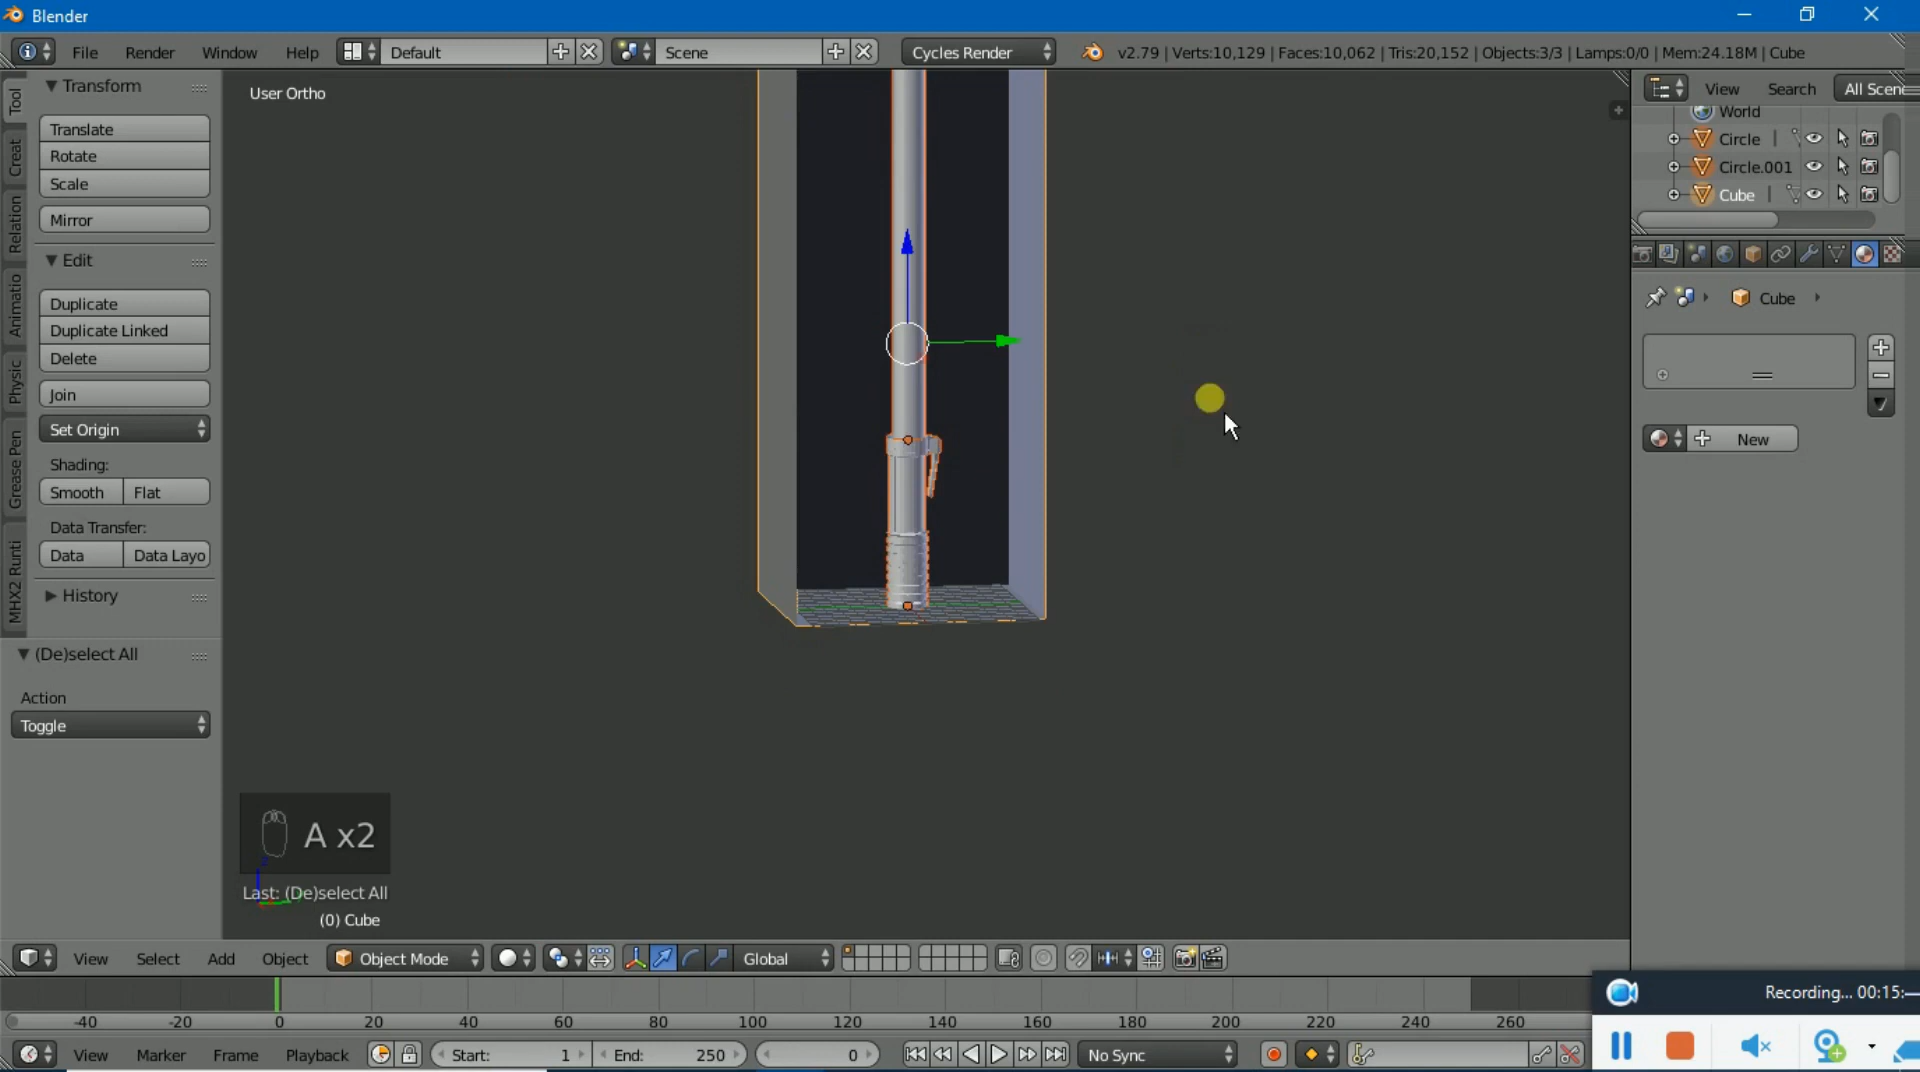 Blender
File Render Window Help Default Scene Cycles Render v2.79 | Verts:10,129 | Faces:10,062 | Tris:20,152 | Objects:3/3 | Lamps:0/0 | Mem:24.18M | Cube
Tool
Creat
Relation
Animatio
Physic
Grease Pen
MHX2 Runti
Transform
Translate
Rotate
Scale
Mirror
Edit
Duplicate
Duplicate Linked
Delete
Join
Set Origin
Shading:
Smooth Flat
Data Transfer:
Data Data Layo
History
(De)select All
Action
Toggle
User Ortho
A x2
Last: (De)select All
(0) Cube
View Search All Scen
World
Circle
Circle.001
Cube
Cube
New
View Select Add Object Object Mode Global
-40 -20 0 20 40 60 80 100 120 140 160 180 200 220 240 260
View Marker Frame Playback Start: 1 End: 250 0 No Sync
Recording... 00:15: